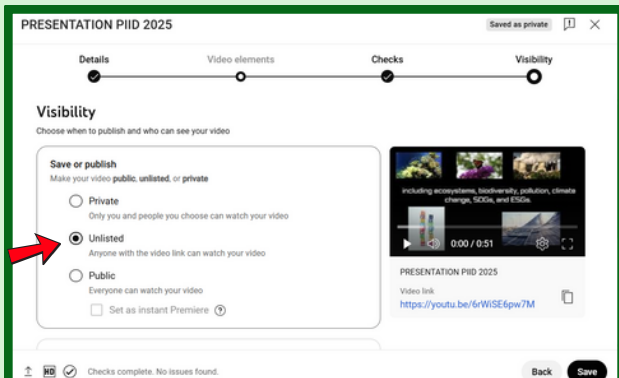 PRESENTATION PIID 2025
Saved as private
Details
Video elements
Checks
Visibility
Visibility
Choose when to publish and who can see your video
Save or publish
Make your video public, unlisted, or private
Private
Only you and people you choose can watch your video
Unlisted
Anyone with the video link can watch your video
Public
Everyone can watch your video
Set as instant Premiere
including ecosystems, biodiversity, pollution, climate
change, SDGs, and ESGs.
0:00 / 0:51
PRESENTATION PIID 2025
Video link
https://youtu.be/6rWiSE6pw7M
HD
Checks complete. No issues found.
Back
Save